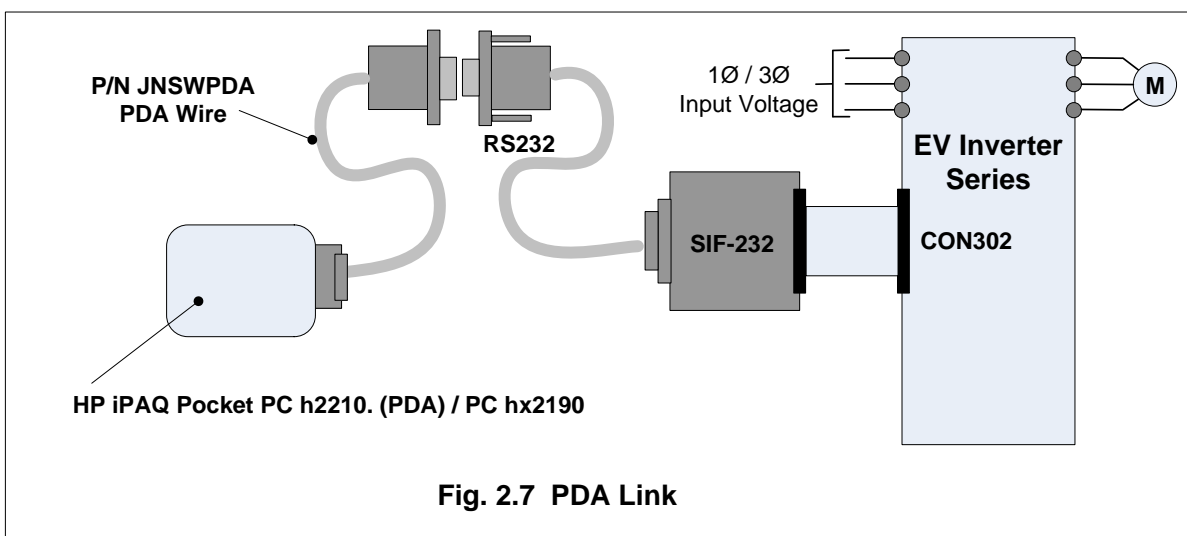 P/N JNSWPDA
PDA Wire
RS232
1Ø / 3Ø
Input Voltage
M
EV Inverter
Series
SIF-232
CON302
HP iPAQ Pocket PC h2210. (PDA) / PC hx2190
Fig. 2.7 PDA Link